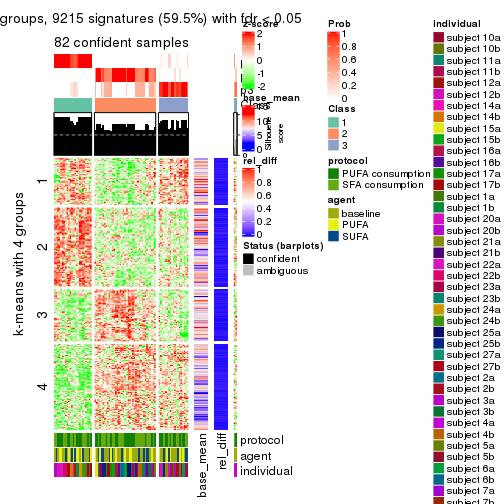 groups, 9215 signatures (59.5%) with fdr < 0.05
82 confident samples
k-means with 4 groups
1
2
3
4
base_mean
rel_diff
protocol
agent
individual
z-score
2
1
0
-1
-2
base_mean
15
10
5
0
Silhouette
score
rel_diff
1
0.8
0.6
0.4
0.2
0
Status (barplots)
confident
ambiguous
Prob
1
0.8
0.6
0.4
0.2
0
Class
1
2
3
protocol
PUFA consumption
SFA consumption
agent
baseline
PUFA
SUFA
individual
subject 10a
subject 10b
subject 11a
subject 11b
subject 12a
subject 12b
subject 14a
subject 14b
subject 15a
subject 15b
subject 16a
subject 16b
subject 17a
subject 17b
subject 1a
subject 1b
subject 20a
subject 20b
subject 21a
subject 21b
subject 22a
subject 22b
subject 23a
subject 23b
subject 24a
subject 24b
subject 25a
subject 25b
subject 27a
subject 27b
subject 2a
subject 2b
subject 3a
subject 3b
subject 4a
subject 4b
subject 5a
subject 5b
subject 6a
subject 6b
subject 7a
subject 7b